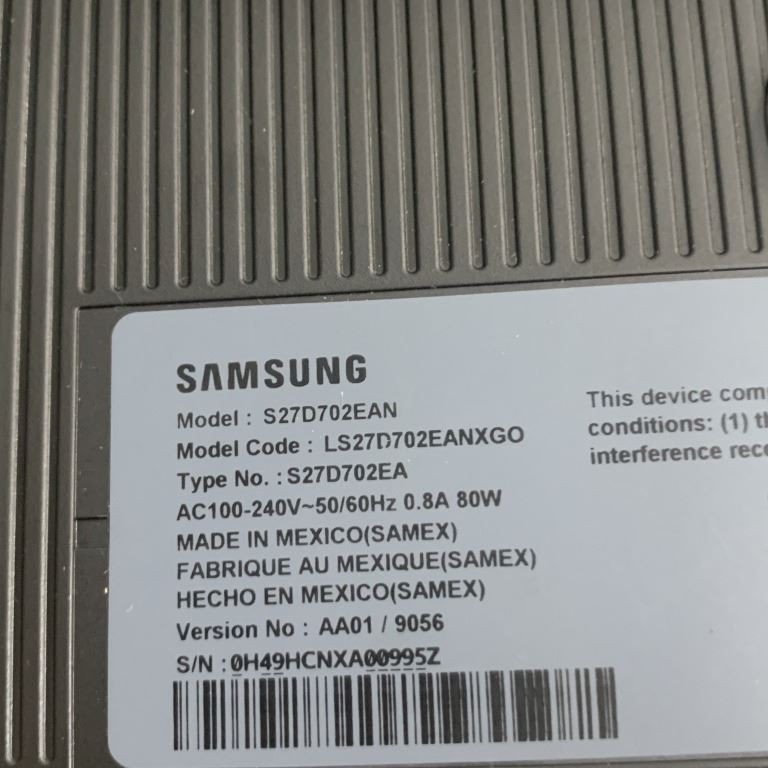 SAMSUNG
Model : S27D702EAN
Model Code : LS27D702EANXGO
Type No. : S27D702EA
AC100-240V~50/60Hz 0.8A 80W
MADE IN MEXICO(SAMEX)
FABRIQUE AU MEXIQUE(SAMEX)
HECHO EN MEXICO(SAMEX)
Version No : AA01 / 9056
S/N : 0H49HCNXA00995Z
This device com
conditions: (1) th
interference rece